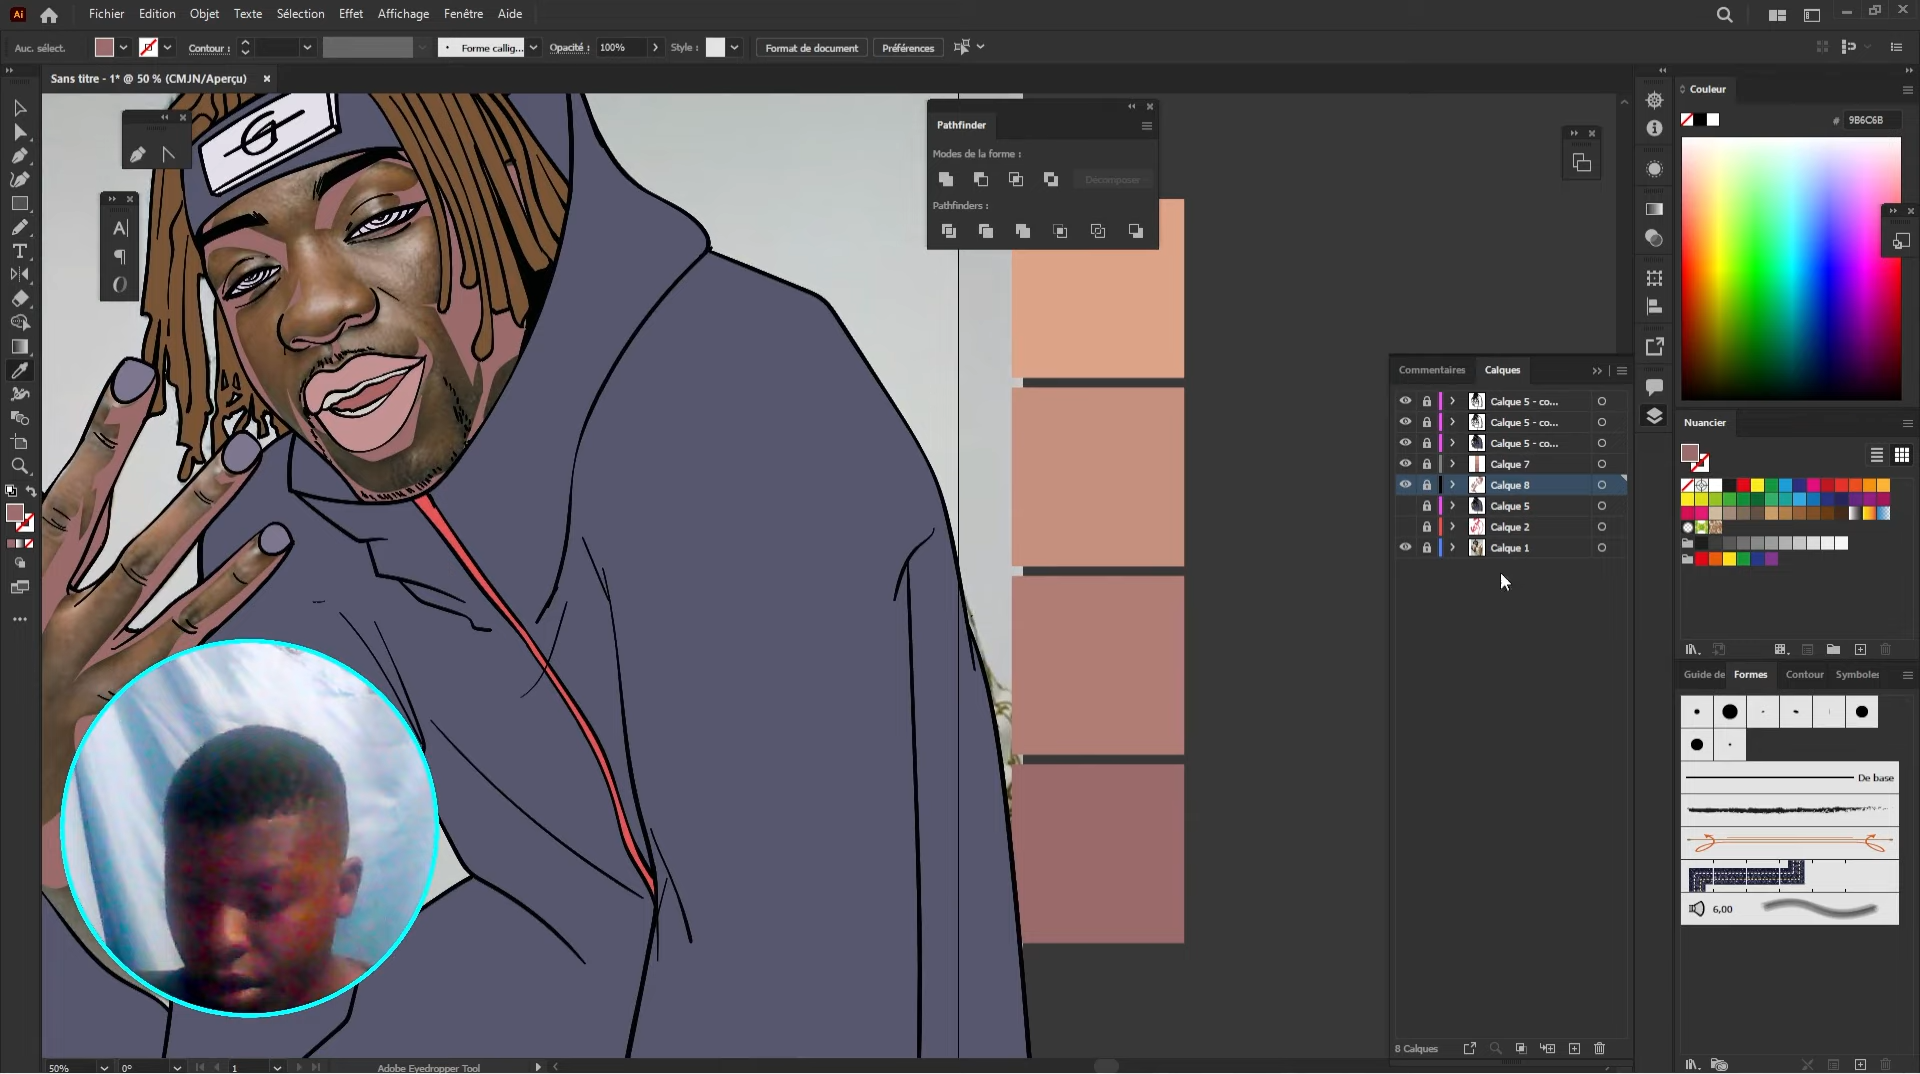 Ai Fichier Edition Objet Texte Sélection Effet Affichage Fenêtre Aide
Auc. sélect. Contour : Forme callig... Opacité : 100% Style : Format de document Préférences
Sans titre - 1* @ 50 % (CMJN/Aperçu)
Pathfinder
Modes de la forme :
Décomposer
Pathfinders :
Couleur
# 9B6C6B
Commentaires Calques
Calque 5 - co...
Calque 5 - co...
Calque 5 - co...
Calque 7
Calque 8
Calque 5
Calque 2
Calque 1
8 Calques
Nuancier
Guide de Formes Contour Symboles
De base
6,00
50% 0° 1 Adobe Eyedropper Tool